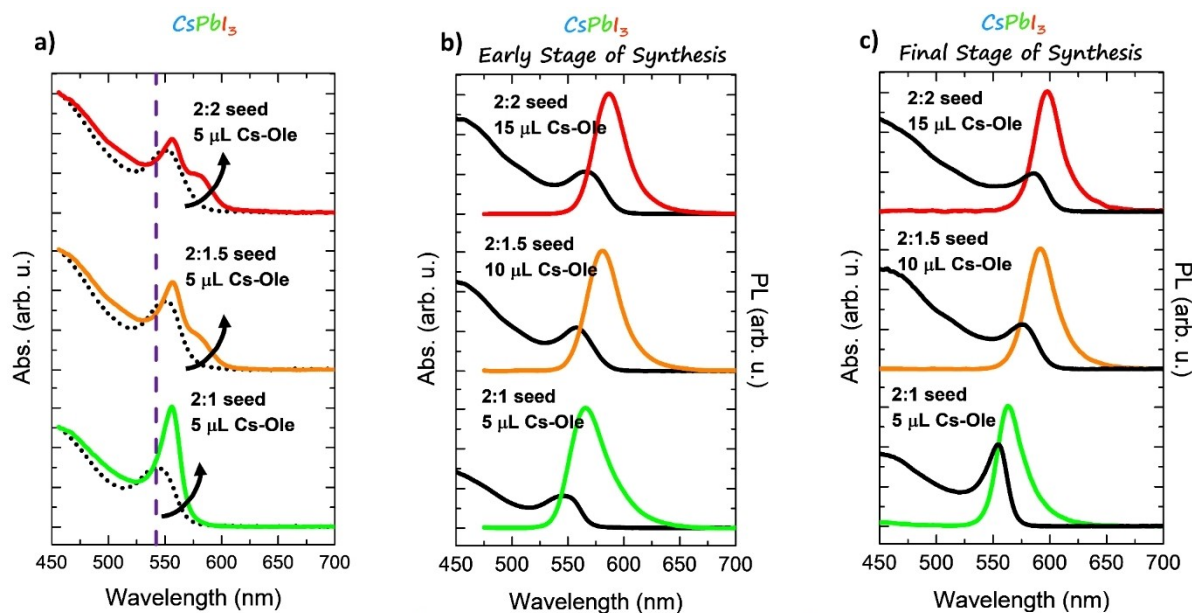 a)
CsPbI₃
2:2 seed
5 µL Cs-Ole
2:1.5 seed
5 µL Cs-Ole
2:1 seed
5 µL Cs-Ole
Abs. (arb. u.)
450 500 550 600 650 700
Wavelength (nm)
b)
CsPbI₃
Early Stage of Synthesis
2:2 seed
15 µL Cs-Ole
2:1.5 seed
10 µL Cs-Ole
2:1 seed
5 µL Cs-Ole
Abs. (arb. u.)
PL (arb. u.)
450 500 550 600 650 700
Wavelength (nm)
c)
CsPbI₃
Final Stage of Synthesis
2:2 seed
15 µL Cs-Ole
2:1.5 seed
10 µL Cs-Ole
2:1 seed
5 µL Cs-Ole
Abs. (arb. u.)
PL (arb. u.)
450 500 550 600 650 700
Wavelength (nm)